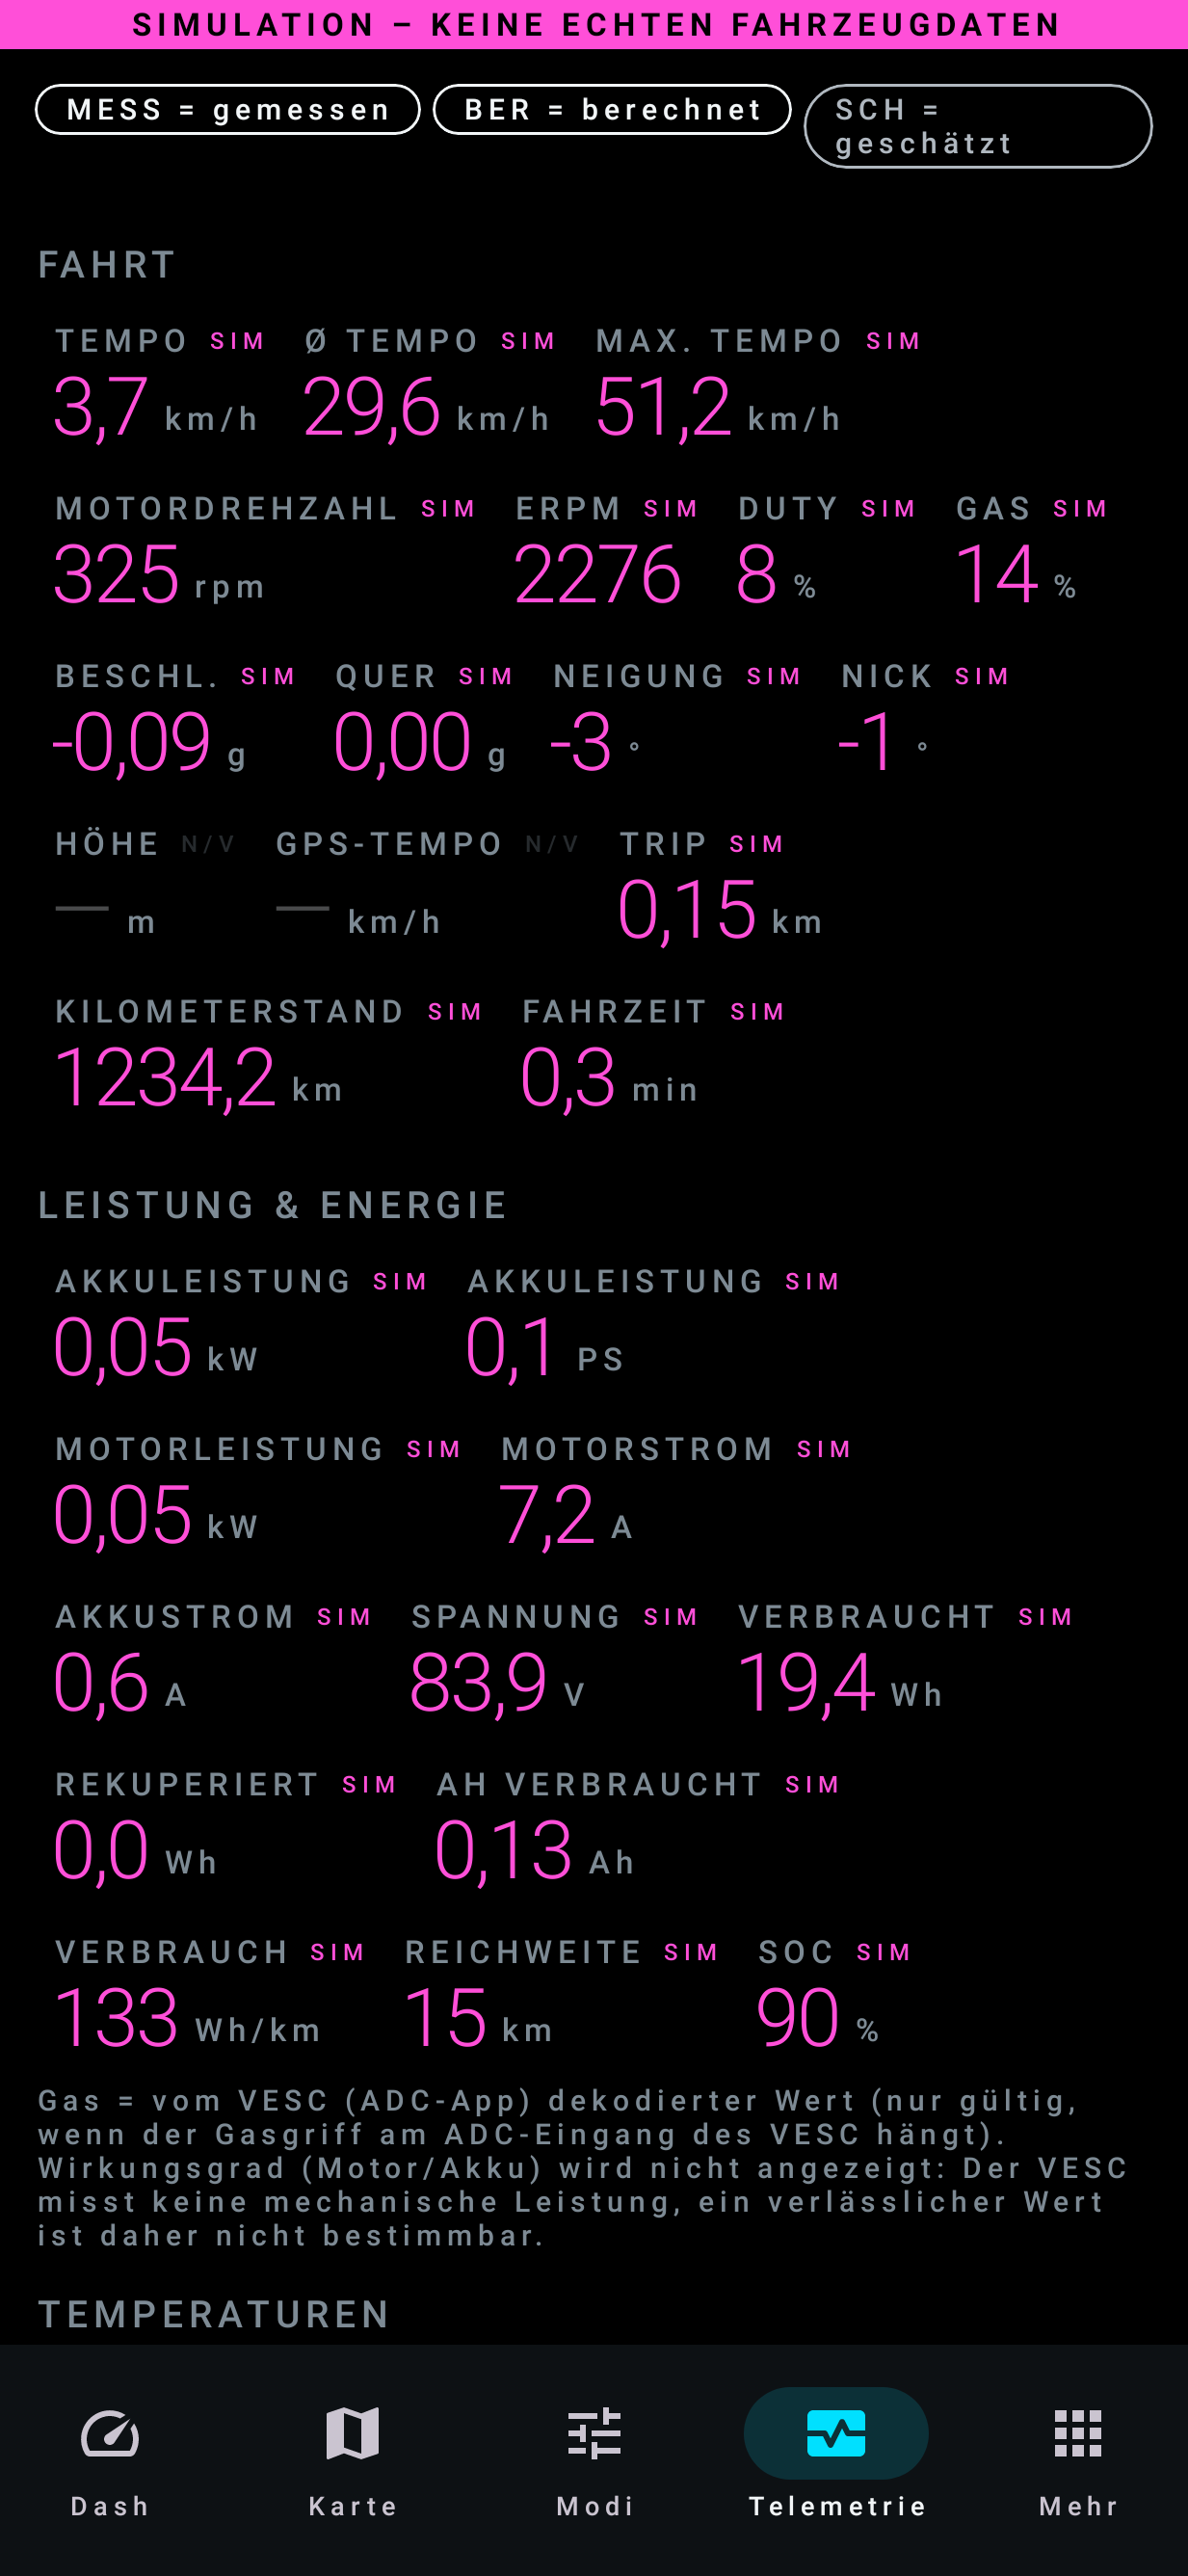 SIMULATION – KEINE ECHTEN FAHRZEUGDATEN
MESS = gemessen BER = berechnet SCH = geschätzt
FAHRT
TEMPO SIM Ø TEMPO SIM MAX. TEMPO SIM
3,7 km/h 29,6 km/h 51,2 km/h
MOTORDREHZAHL SIM ERPM SIM DUTY SIM GAS SIM
325 rpm 2276 8 % 14 %
BESCHL. SIM QUER SIM NEIGUNG SIM NICK SIM
-0,09 g 0,00 g -3 ° -1 °
HÖHE N/V GPS-TEMPO N/V TRIP SIM
— m — km/h 0,15 km
KILOMETERSTAND SIM FAHRZEIT SIM
1234,2 km 0,3 min
LEISTUNG & ENERGIE
AKKULEISTUNG SIM AKKULEISTUNG SIM
0,05 kW 0,1 PS
MOTORLEISTUNG SIM MOTORSTROM SIM
0,05 kW 7,2 A
AKKUSTROM SIM SPANNUNG SIM VERBRAUCHT SIM
0,6 A 83,9 V 19,4 Wh
REKUPERIERT SIM AH VERBRAUCHT SIM
0,0 Wh 0,13 Ah
VERBRAUCH SIM REICHWEITE SIM SOC SIM
133 Wh/km 15 km 90 %
Gas = vom VESC (ADC-App) dekodierter Wert (nur gültig,
wenn der Gasgriff am ADC-Eingang des VESC hängt).
Wirkungsgrad (Motor/Akku) wird nicht angezeigt: Der VESC
misst keine mechanische Leistung, ein verlässlicher Wert
ist daher nicht bestimmbar.
TEMPERATUREN
Dash Karte Modi Telemetrie Mehr